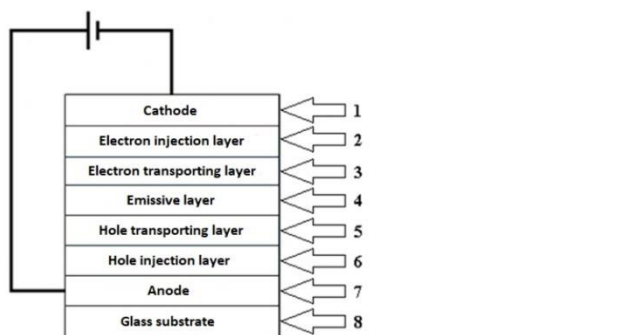 Cathode 1
Electron injection layer 2
Electron transporting layer 3
Emissive layer 4
Hole transporting layer 5
Hole injection layer 6
Anode 7
Glass substrate 8